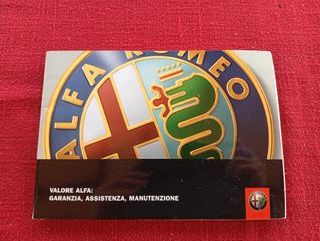 ALFA ROMEO
VALORE ALFA:
GARANZIA, ASSISTENZA, MANUTENZIONE